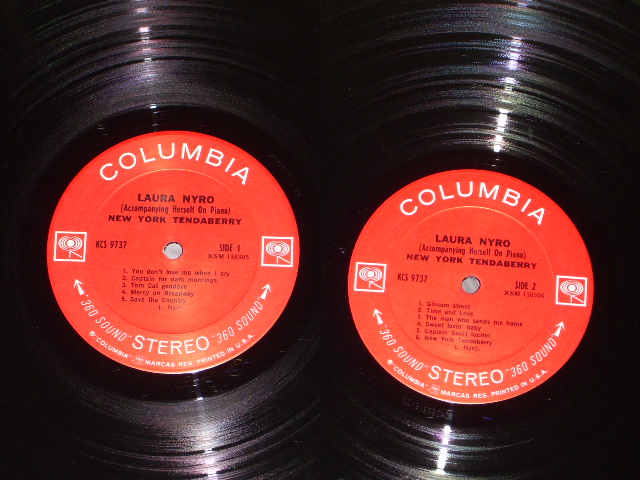 COLUMBIA
LAURA NYRO
(Accompanying Herself On Piano)
NEW YORK TENDABERRY
KCS 9737
SIDE 1
XSM 138305
1. You don't love me when I cry
2. Captain for dark mornings
3. Tom Cat goodbye
4. Mercy on Broadway
5. Save the Country
L. Nyro-
"360 SOUND" STEREO "360 SOUND"
® "COLUMBIA", MARCAS REG. PRINTED IN U.S.A.
COLUMBIA
LAURA NYRO
(Accompanying Herself On Piano)
NEW YORK TENDABERRY
KCS 9737
SIDE 2
XSM 138306
1. Gibsom street
2. Time and Love
3. The man who sends me home
4. Sweet lovin' baby
5. Captain Saint lucifer
6. New York Tendaberry
L. Nyro-
"360 SOUND" STEREO "360 SOUND"
® "COLUMBIA", MARCAS REG. PRINTED IN U.S.A.